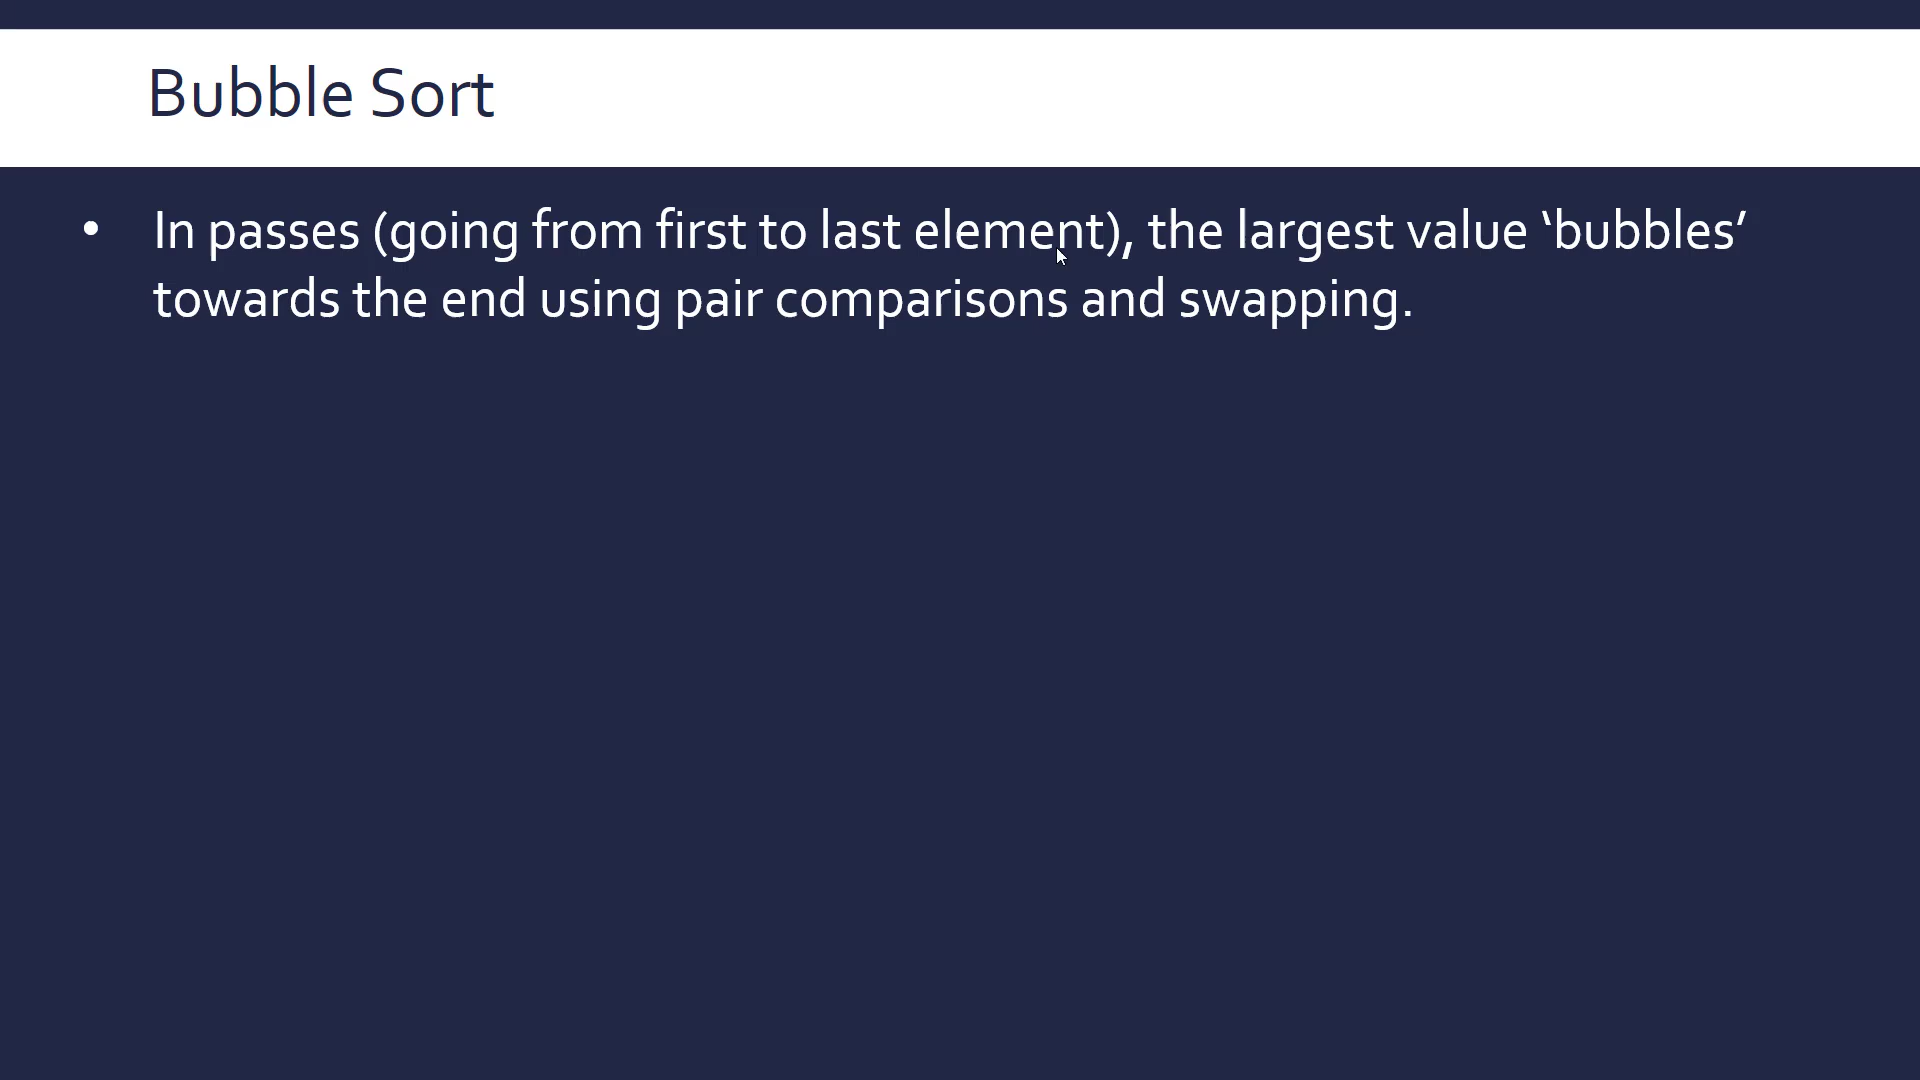 Bubble Sort
• In passes (going from first to last element), the largest value ‘bubbles’
towards the end using pair comparisons and swapping.